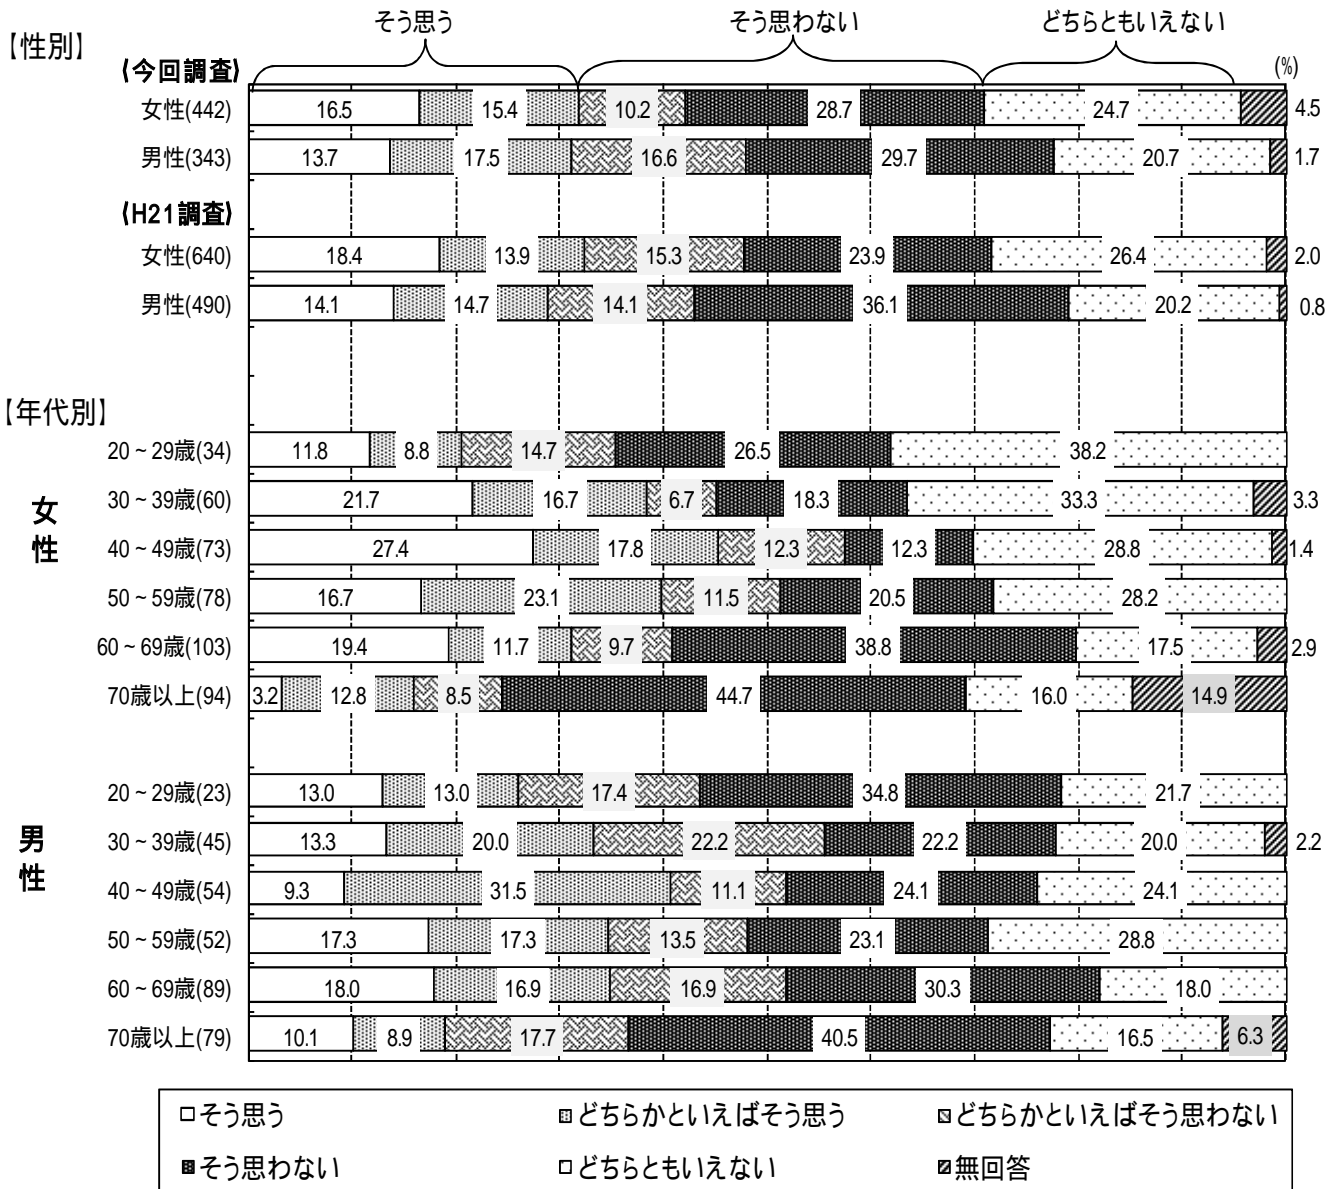 そう思う そう思わない どちらともいえない
【性別】
(%)
⟨今回調査⟩
女性(442) 16.5 15.4 10.2 28.7 24.7 4.5
男性(343) 13.7 17.5 16.6 29.7 20.7 1.7
⟨H21調査⟩
女性(640) 18.4 13.9 15.3 23.9 26.4 2.0
男性(490) 14.1 14.7 14.1 36.1 20.2 0.8
【年代別】
女性
20~29歳(34) 11.8 8.8 14.7 26.5 38.2
30~39歳(60) 21.7 16.7 6.7 18.3 33.3 3.3
40~49歳(73) 27.4 17.8 12.3 12.3 28.8 1.4
50~59歳(78) 16.7 23.1 11.5 20.5 28.2
60~69歳(103) 19.4 11.7 9.7 38.8 17.5 2.9
70歳以上(94) 3.2 12.8 8.5 44.7 16.0 14.9
男性
20~29歳(23) 13.0 13.0 17.4 34.8 21.7
30~39歳(45) 13.3 20.0 22.2 22.2 20.0 2.2
40~49歳(54) 9.3 31.5 11.1 24.1 24.1
50~59歳(52) 17.3 17.3 13.5 23.1 28.8
60~69歳(89) 18.0 16.9 16.9 30.3 18.0
70歳以上(79) 10.1 8.9 17.7 40.5 16.5 6.3
そう思う どちらかといえばそう思う どちらかといえばそう思わない
そう思わない どちらともいえない 無回答